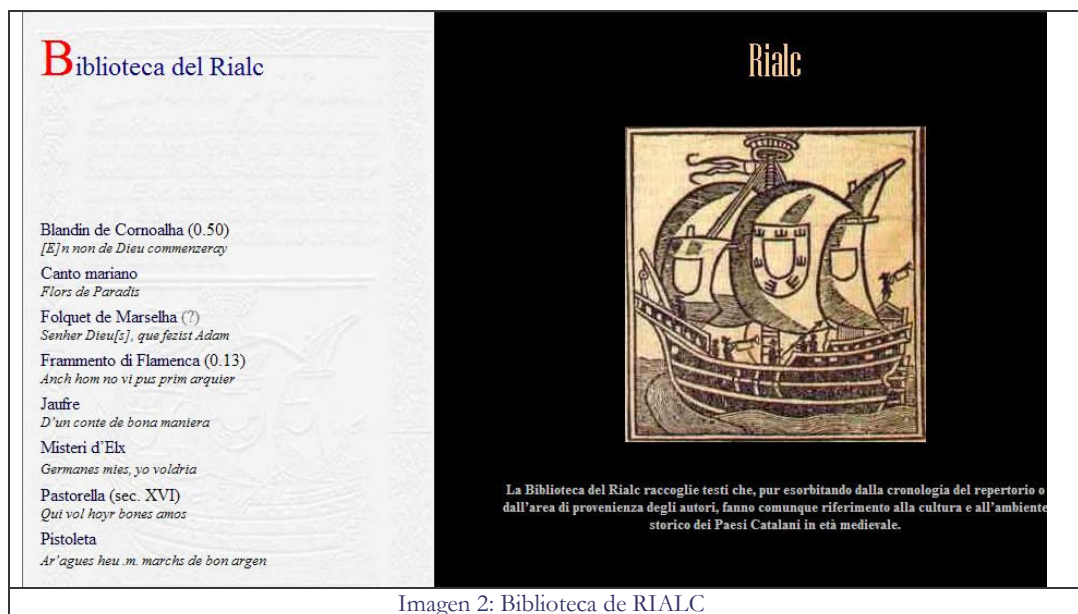 Biblioteca del Rialc
Blandin de Cornoalha (0.50)
[E]n non de Dieu commenzeray
Canto mariano
Flors de Paradis
Folquet de Marselha (?)
Senher Dieu[s], que fezist Adam
Frammento di Flamenca (0.13)
Anch hom no vi pus prim arquier
Jaufre
D'un conte de bona maniera
Misteri d'Elx
Germanes mies, yo voldria
Pastorella (sec. XVI)
Qui vol hoyr bones amos
Pistoleta
Ar'agues heu .m. marchs de bon argen
Rialc
La Biblioteca del Rialc raccoglie testi che, pur esorbitando dalla cronologia del repertorio o
dall'area di provenienza degli autori, fanno comunque riferimento alla cultura e all'ambiente
storico dei Paesi Catalani in età medievale.
Imagen 2: Biblioteca de RIALC